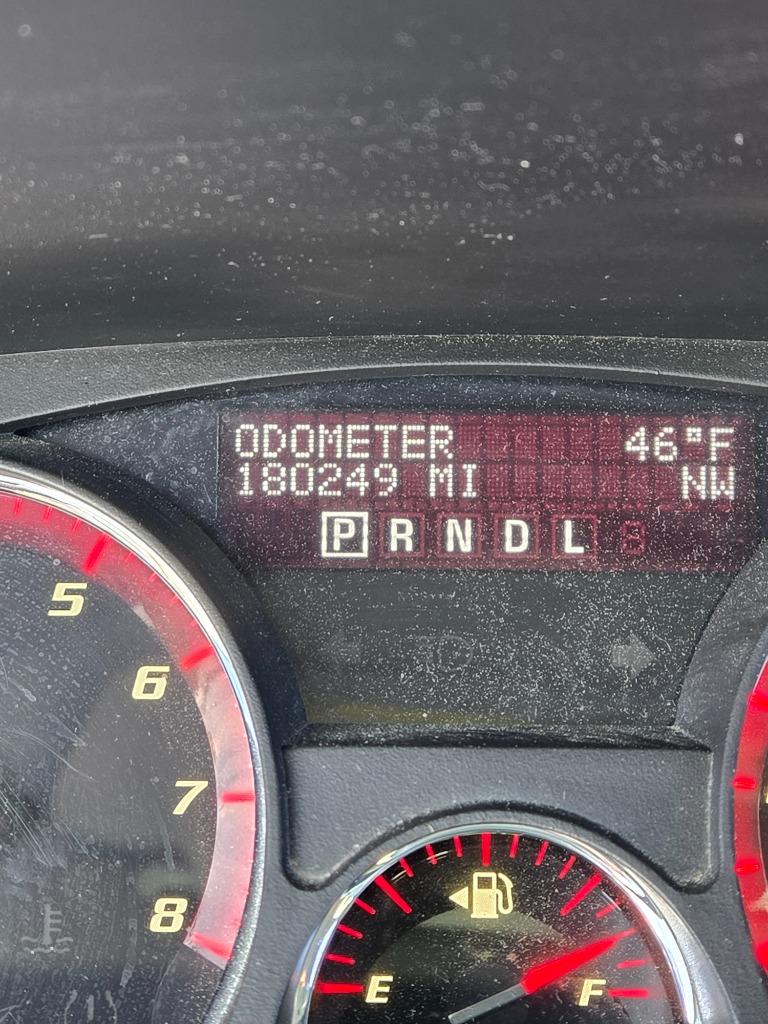 ODOMETER 46°F
180249 MI NW
P R N D L
5
6
7
8
E F